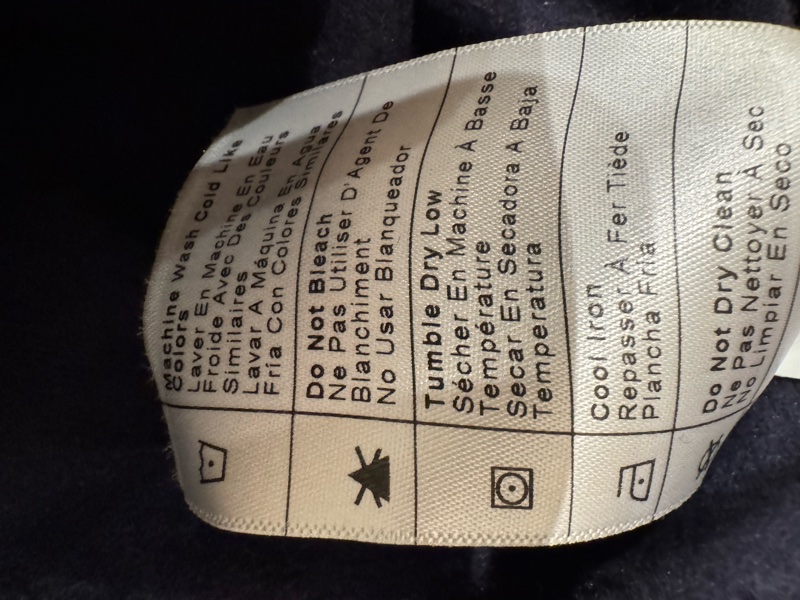 Machine Wash Cold Like
Colors
Laver En Machine En Eau
Froide Avec Des Couleurs
Similaires
Lavar A Máquina En Agua
Fría Con Colores Similares
Do Not Bleach
Ne Pas Utiliser D'Agent De
Blanchiment
No Usar Blanqueador
Tumble Dry Low
Sécher En Machine À Basse
Température
Secar En Secadora A Baja
Temperatura
Cool Iron
Repasser À Fer Tiède
Plancha Fría
Do Not Dry Clean
Ne Pas Nettoyer À Sec
No Limpiar En Seco